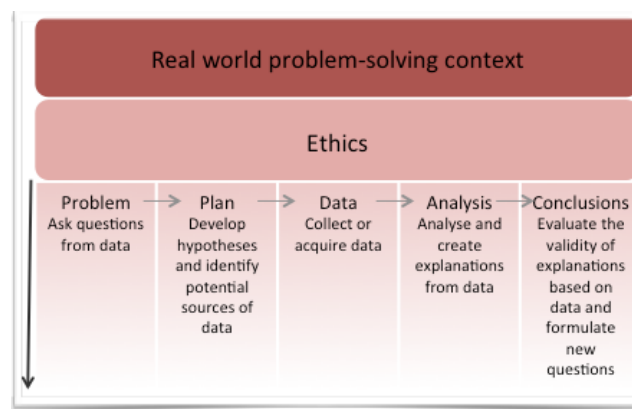 Real world problem-solving context
Ethics
Problem
Ask questions
from data
Plan
Develop
hypotheses
and identify
potential
sources of
data
Data
Collect or
acquire data
Analysis
Analyse and
create
explanations
from data
Conclusions
Evaluate the
validity of
explanations
based on
data and
formulate
new
questions